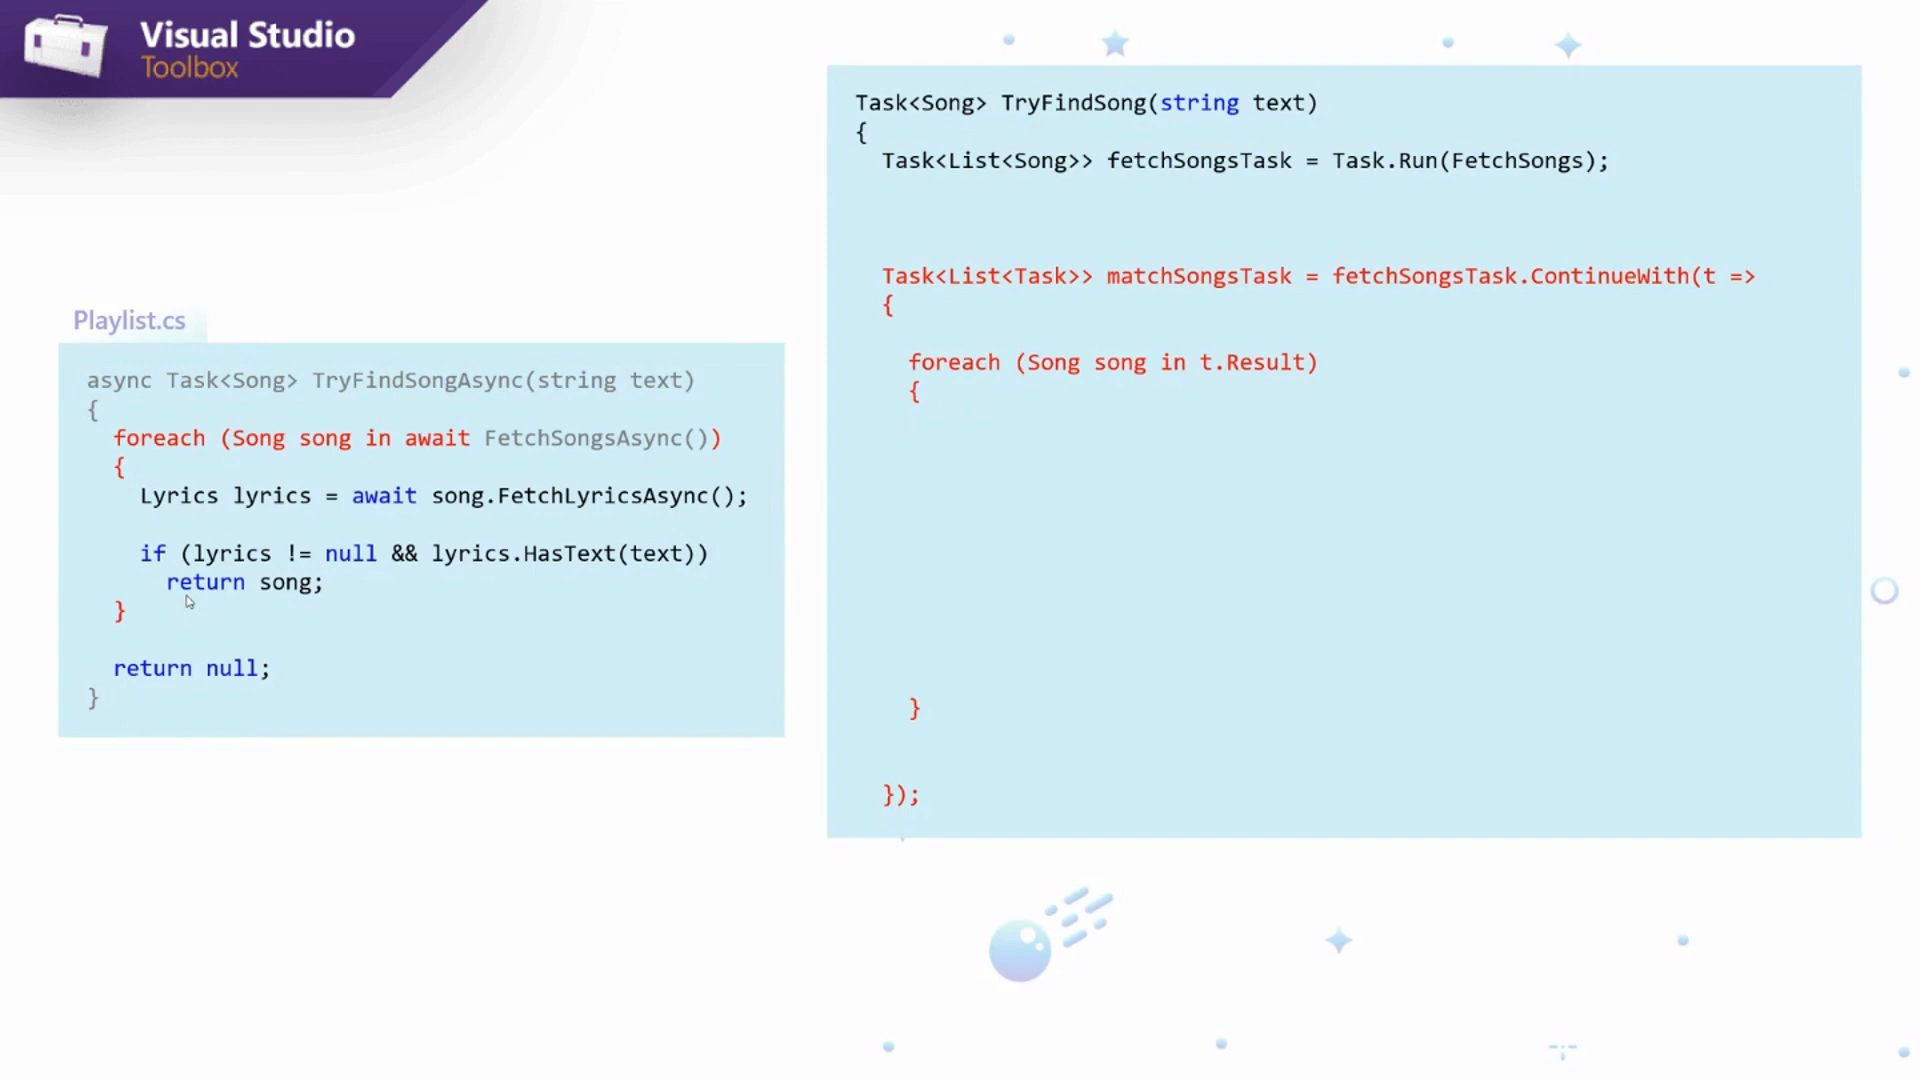 Visual Studio
Toolbox
Playlist.cs
async Task<Song> TryFindSongAsync(string text)
{
foreach (Song song in await FetchSongsAsync())
{
Lyrics lyrics = await song.FetchLyricsAsync();
if (lyrics != null && lyrics.HasText(text))
return song;
}
return null;
}
Task<Song> TryFindSong(string text)
{
Task<List<Song>> fetchSongsTask = Task.Run(FetchSongs);
Task<List<Task>> matchSongsTask = fetchSongsTask.ContinueWith(t =>
{
foreach (Song song in t.Result)
{
}
});